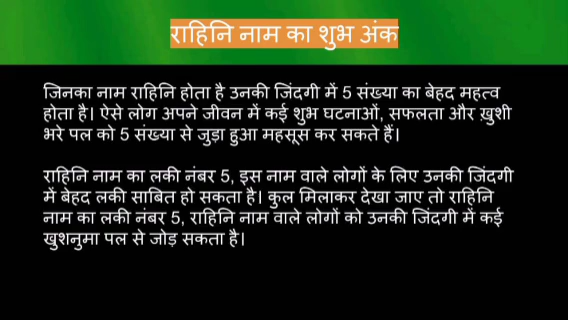 राहिनि नाम का शुभ अंक
जिनका नाम राहिनि होता है उनकी जिंदगी में 5 संख्या का बेहद महत्व
होता है। ऐसे लोग अपने जीवन में कई शुभ घटनाओं, सफलता और ख़ुशी
भरे पल को 5 संख्या से जुड़ा हुआ महसूस कर सकते हैं।
राहिनि नाम का लकी नंबर 5, इस नाम वाले लोगों के लिए उनकी जिंदगी
में बेहद लकी साबित हो सकता है। कुल मिलाकर देखा जाए तो राहिनि
नाम का लकी नंबर 5, राहिनि नाम वाले लोगों को उनकी जिंदगी में कई
खुशनुमा पल से जोड़ सकता है।